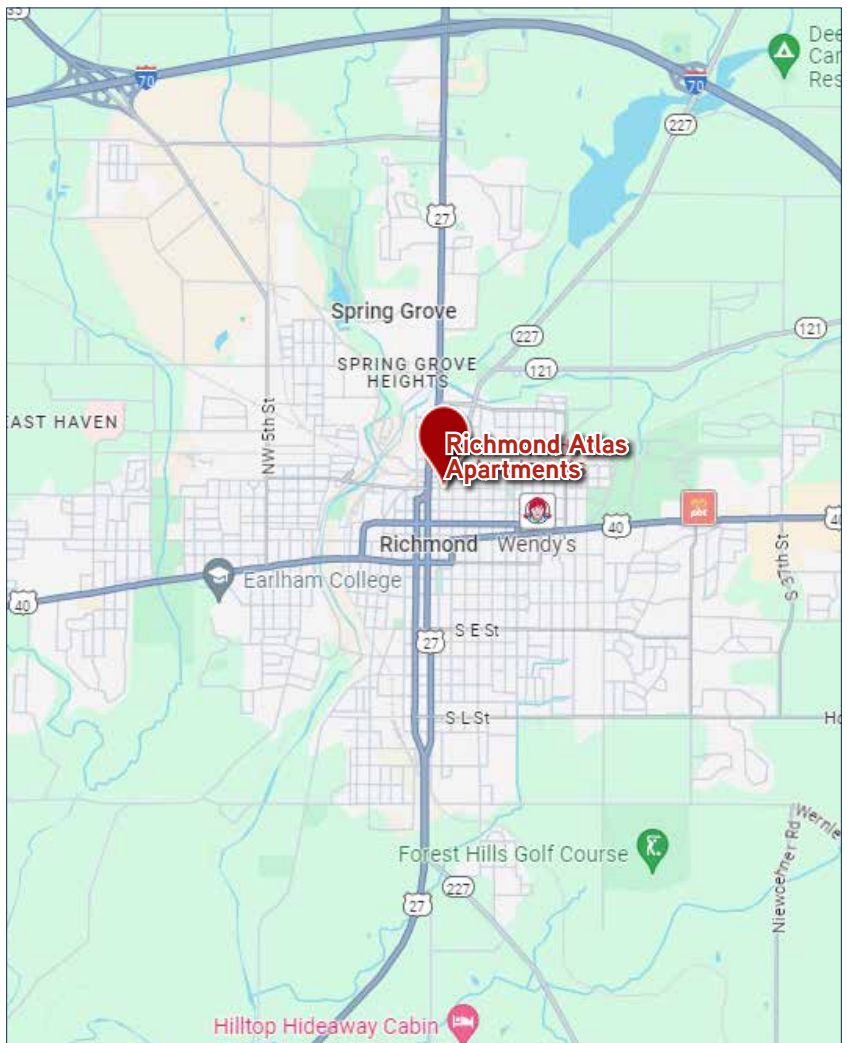 35
Dee
Car
Res
70
70
227
27
Spring Grove
227
121
SPRING GROVE
HEIGHTS
121
EAST HAVEN
NW 5th St
Richmond Atlas
Apartments
40
40
Richmond
Wendy's
S 37th St
Earlham College
40
S E St
27
S L St
Ho
Wernle
Niewoehner Rd
Forest Hills Golf Course
227
27
Hilltop Hideaway Cabin